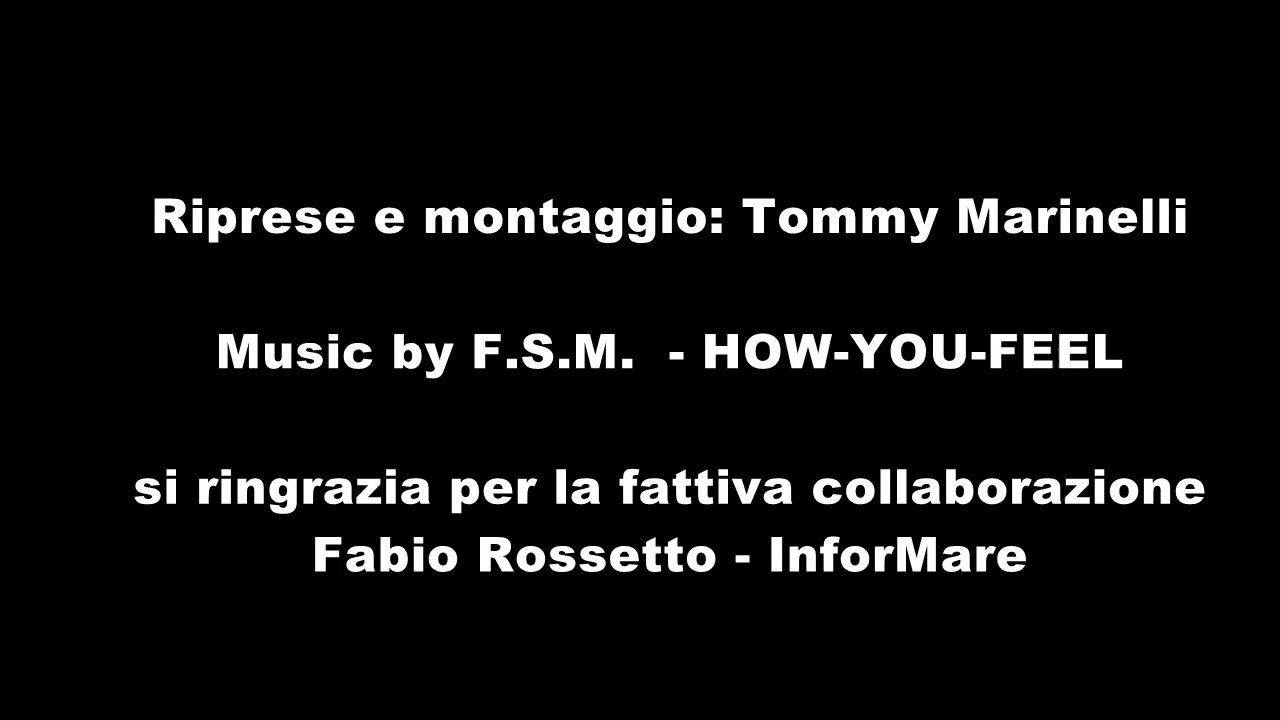 Riprese e montaggio: Tommy Marinelli
Music by F.S.M.  - HOW-YOU-FEEL
si ringrazia per la fattiva collaborazione
Fabio Rossetto - InforMare